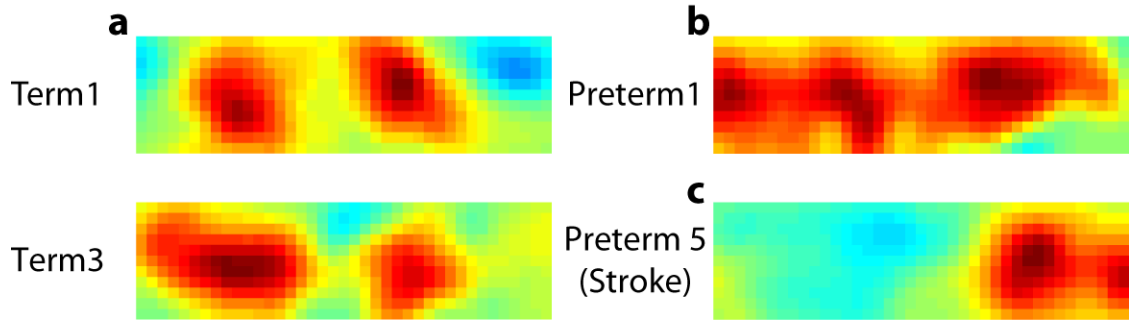 a
Term1
b
Preterm1
Term3
c
Preterm 5
(Stroke)